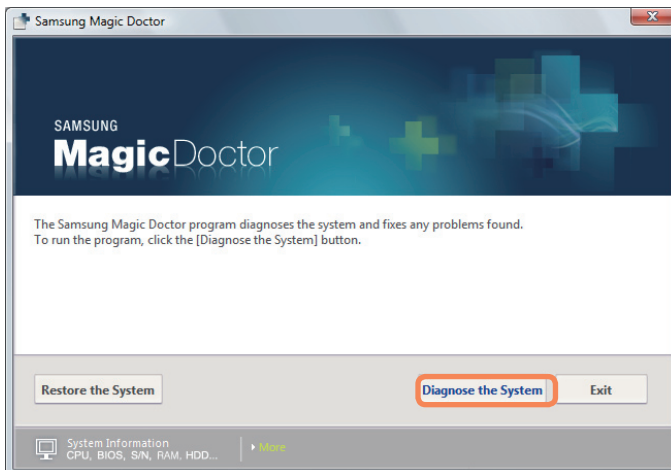 Samsung Magic Doctor
SAMSUNG
MagicDoctor
The Samsung Magic Doctor program diagnoses the system and fixes any problems found.
To run the program, click the [Diagnose the System] button.
Restore the System
Diagnose the System
Exit
System Information
CPU, BIOS, S/N, RAM, HDD...
More